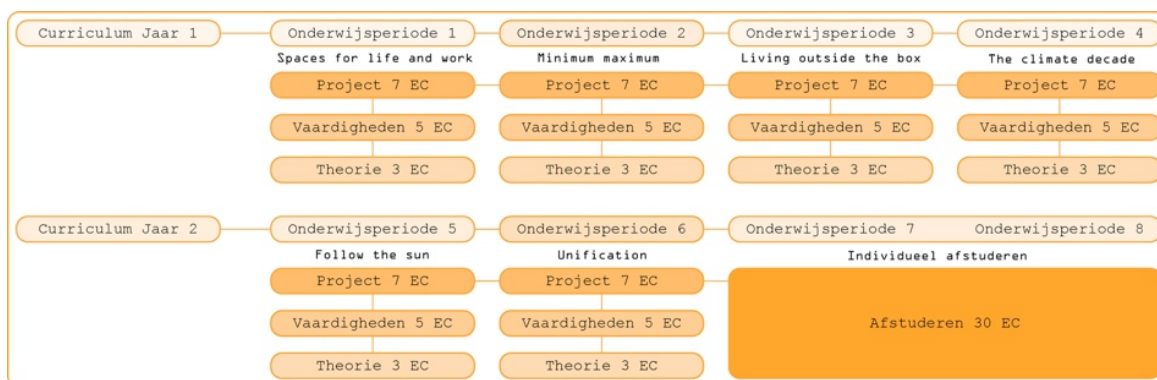 Curriculum Jaar 1 Onderwijsperiode 1 Onderwijsperiode 2 Onderwijsperiode 3 Onderwijsperiode 4
Spaces for life and work Minimum maximum Living outside the box The climate decade
Project 7 EC Project 7 EC Project 7 EC Project 7 EC
Vaardigheden 5 EC Vaardigheden 5 EC Vaardigheden 5 EC Vaardigheden 5 EC
Theorie 3 EC Theorie 3 EC Theorie 3 EC Theorie 3 EC
Curriculum Jaar 2 Onderwijsperiode 5 Onderwijsperiode 6 Onderwijsperiode 7 Onderwijsperiode 8
Follow the sun Unification Individueel afstuderen
Project 7 EC Project 7 EC
Vaardigheden 5 EC Vaardigheden 5 EC Afstuderen 30 EC
Theorie 3 EC Theorie 3 EC